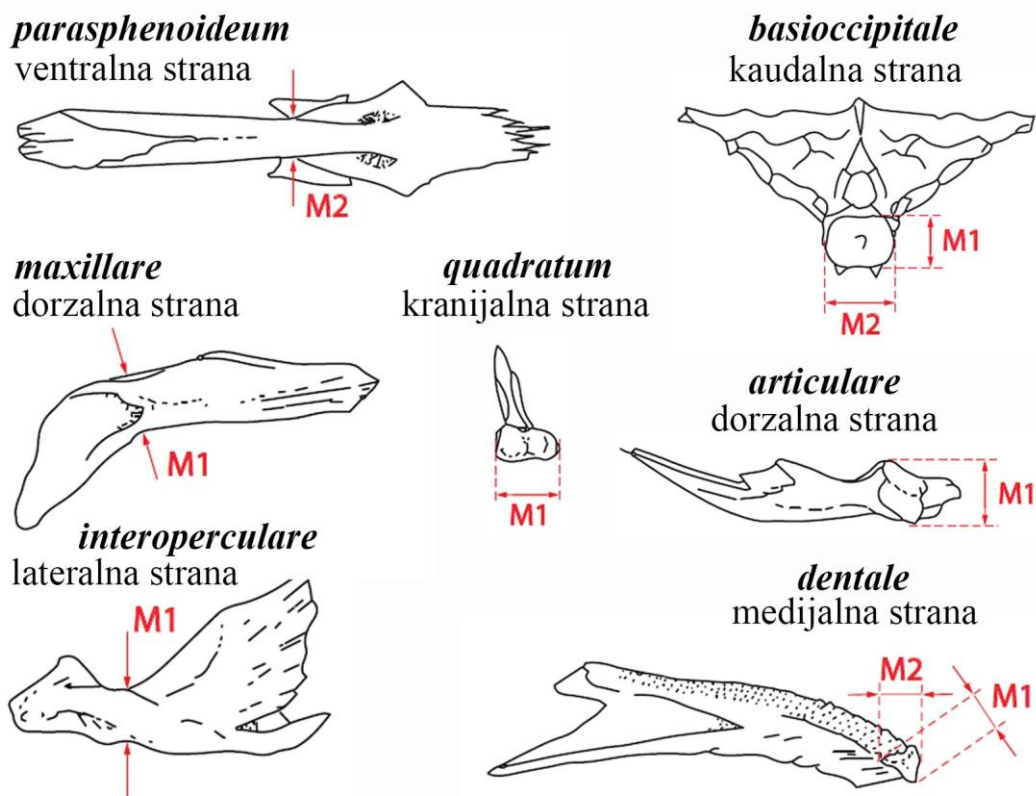 parasphenoideum
ventralna strana
M2
basioccipitale
kaudalna strana
M1
M2
maxillare
dorzalna strana
M1
quadratum
kranijalna strana
M1
articulare
dorzalna strana
M1
interoperculare
lateralna strana
M1
dentale
medijalna strana
M2
M1